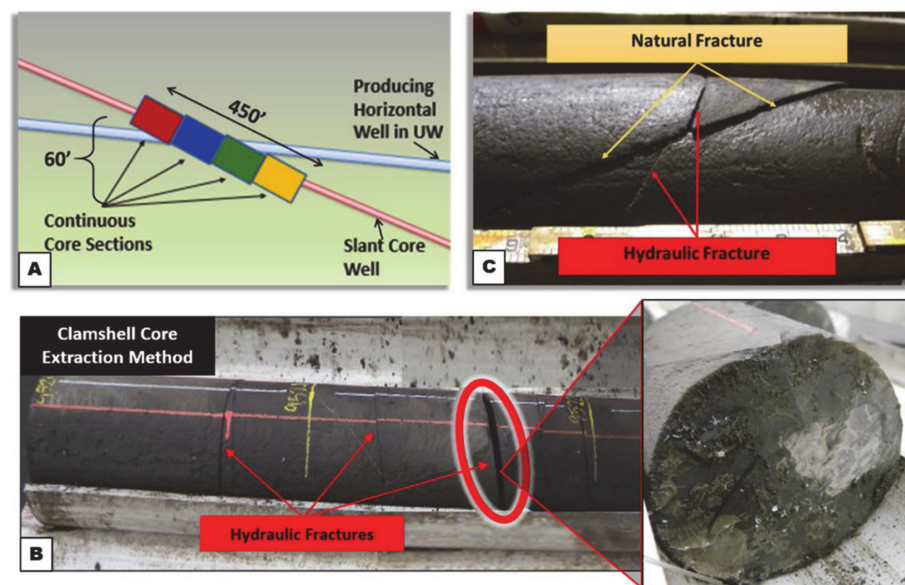 450'
Producing
Horizontal
Well in UW
60'
Continuous
Core Sections
Slant Core
Well
A
Natural Fracture
Hydraulic Fracture
C
Clamshell Core
Extraction Method
Hydraulic Fractures
B